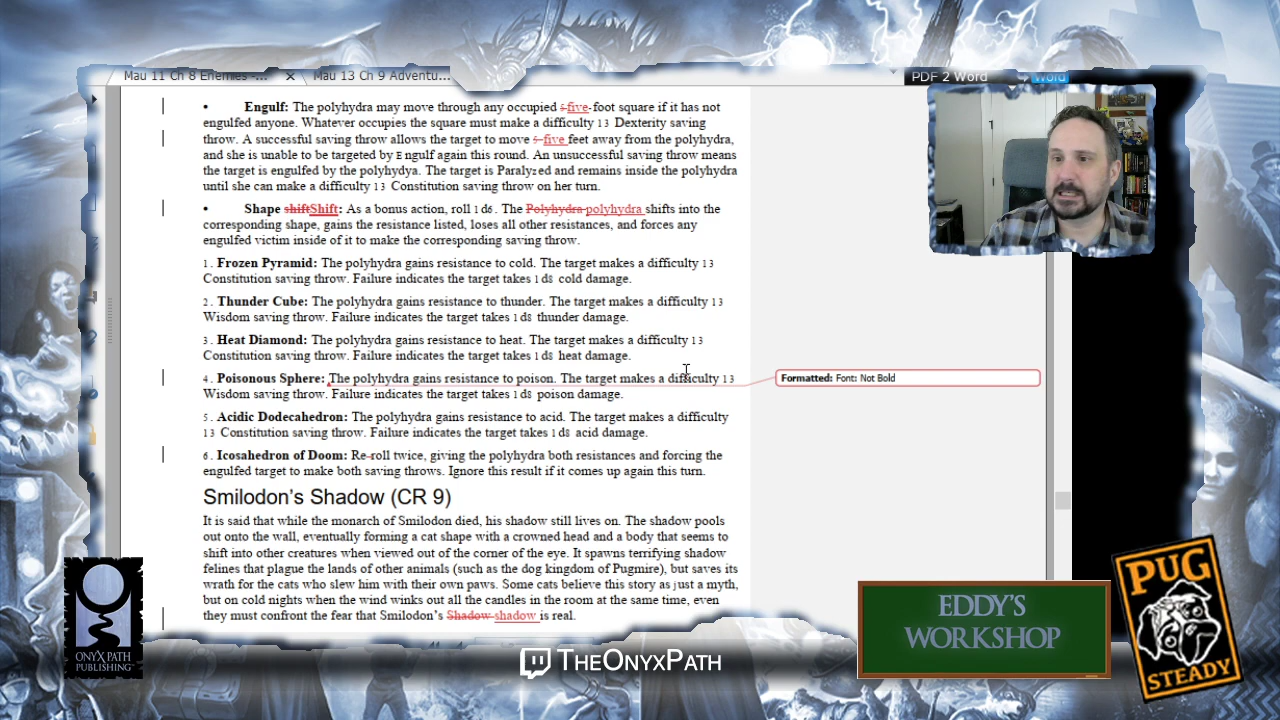 Mau 11 Ch 8 Enemies -... × Mau 13 Ch 9 Adventu...
PDF 2 Word → Word
• Engulf: The polyhydra may move through any occupied 5-five-foot square if it has not
engulfed anyone. Whatever occupies the square must make a difficulty 13 Dexterity saving
throw. A successful saving throw allows the target to move 5 five feet away from the polyhydra,
and she is unable to be targeted by Engulf again this round. An unsuccessful saving throw means
the target is engulfed by the polyhydya. The target is Paralyzed and remains inside the polyhydra
until she can make a difficulty 13 Constitution saving throw on her turn.
• Shape shiftShift: As a bonus action, roll 1d6. The Polyhydra polyhydra shifts into the
corresponding shape, gains the resistance listed, loses all other resistances, and forces any
engulfed victim inside of it to make the corresponding saving throw.
1. Frozen Pyramid: The polyhydra gains resistance to cold. The target makes a difficulty 13
Constitution saving throw. Failure indicates the target takes 1d8 cold damage.
2. Thunder Cube: The polyhydra gains resistance to thunder. The target makes a difficulty 13
Wisdom saving throw. Failure indicates the target takes 1d8 thunder damage.
3. Heat Diamond: The polyhydra gains resistance to heat. The target makes a difficulty 13
Constitution saving throw. Failure indicates the target takes 1d8 heat damage.
4. Poisonous Sphere: The polyhydra gains resistance to poison. The target makes a difficulty 13
Wisdom saving throw. Failure indicates the target takes 1d8 poison damage.
Formatted: Font: Not Bold
5. Acidic Dodecahedron: The polyhydra gains resistance to acid. The target makes a difficulty
13 Constitution saving throw. Failure indicates the target takes 1d8 acid damage.
6. Icosahedron of Doom: Re-roll twice, giving the polyhydra both resistances and forcing the
engulfed target to make both saving throws. Ignore this result if it comes up again this turn.
Smilodon's Shadow (CR 9)
It is said that while the monarch of Smilodon died, his shadow still lives on. The shadow pools
out onto the wall, eventually forming a cat shape with a crowned head and a body that seems to
shift into other creatures when viewed out of the corner of the eye. It spawns terrifying shadow
felines that plague the lands of other animals (such as the dog kingdom of Pugmire), but saves its
wrath for the cats who slew him with their own paws. Some cats believe this story as just a myth,
but on cold nights when the wind winks out all the candles in the room at the same time, even
they must confront the fear that Smilodon's Shadow shadow is real.
ONYX PATH
PUBLISHING™
THEONYXPATH
EDDY'S
WORKSHOP
PUG
STEADY